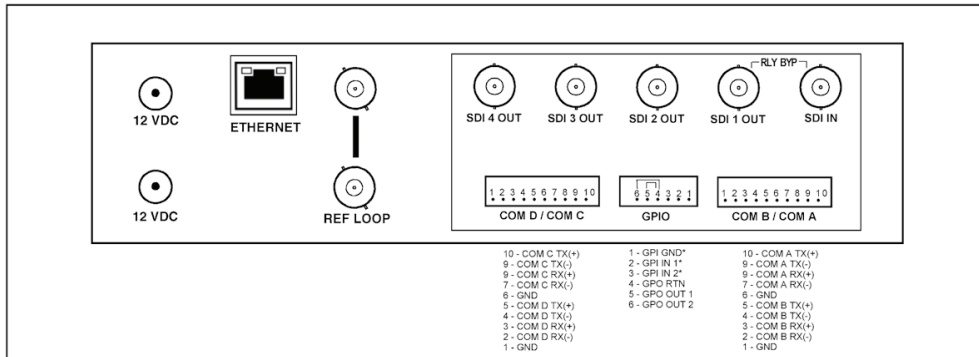 RLY BYP
12 VDC
ETHERNET
SDI 4 OUT SDI 3 OUT SDI 2 OUT SDI 1 OUT SDI IN
12 VDC
REF LOOP
1 2 3 4 5 6 7 8 9 10
COM D / COM C
6 5 4 3 2 1
GPIO
1 2 3 4 5 6 7 8 9 10
COM B / COM A
10 - COM C TX(+)
9 - COM C TX(-)
9 - COM C RX(+)
7 - COM C RX(-)
6 - GND
5 - COM D TX(+)
4 - COM D TX(-)
3 - COM D RX(+)
2 - COM D RX(-)
1 - GND
1 - GPI GND*
2 - GPI IN 1*
3 - GPI IN 2*
4 - GPO RTN
5 - GPO OUT 1
6 - GPO OUT 2
10 - COM A TX(+)
9 - COM A TX(-)
9 - COM A RX(+)
7 - COM A RX(-)
6 - GND
5 - COM B TX(+)
4 - COM B TX(-)
3 - COM B RX(+)
2 - COM B RX(-)
1 - GND